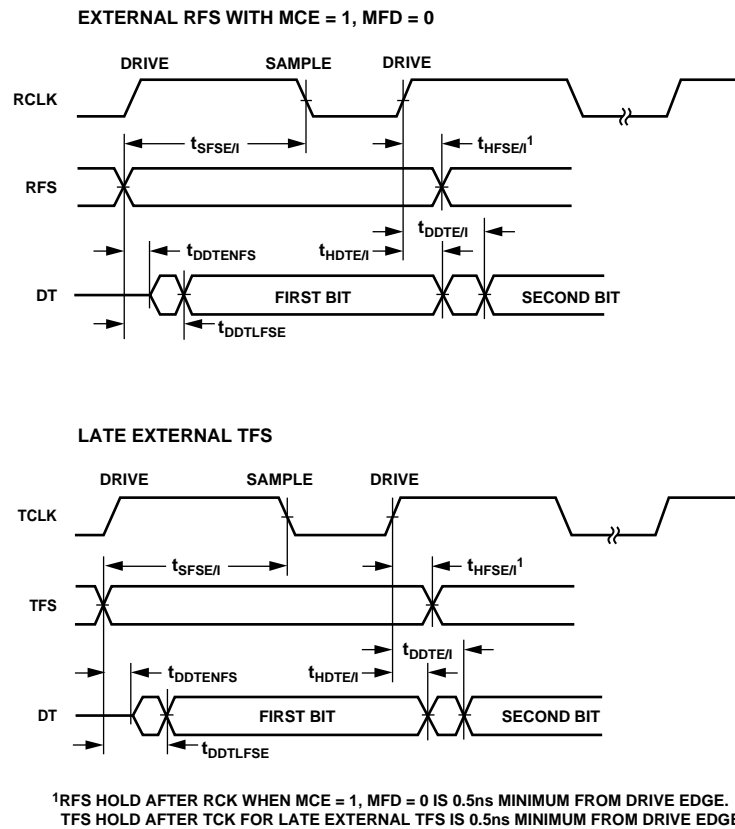 EXTERNAL RFS WITH MCE = 1, MFD = 0
DRIVE SAMPLE DRIVE
RCLK
tSFSE/I tHFSE/I1
RFS
tDDTE/I
tDDTENFS tHDTE/I
DT FIRST BIT SECOND BIT
tDDTLFSE
LATE EXTERNAL TFS
DRIVE SAMPLE DRIVE
TCLK
tSFSE/I tHFSE/I1
TFS
tDDTE/I
tDDTENFS tHDTE/I
DT FIRST BIT SECOND BIT
tDDTLFSE
1RFS HOLD AFTER RCK WHEN MCE = 1, MFD = 0 IS 0.5ns MINIMUM FROM DRIVE EDGE.
TFS HOLD AFTER TCK FOR LATE EXTERNAL TFS IS 0.5ns MINIMUM FROM DRIVE EDGE